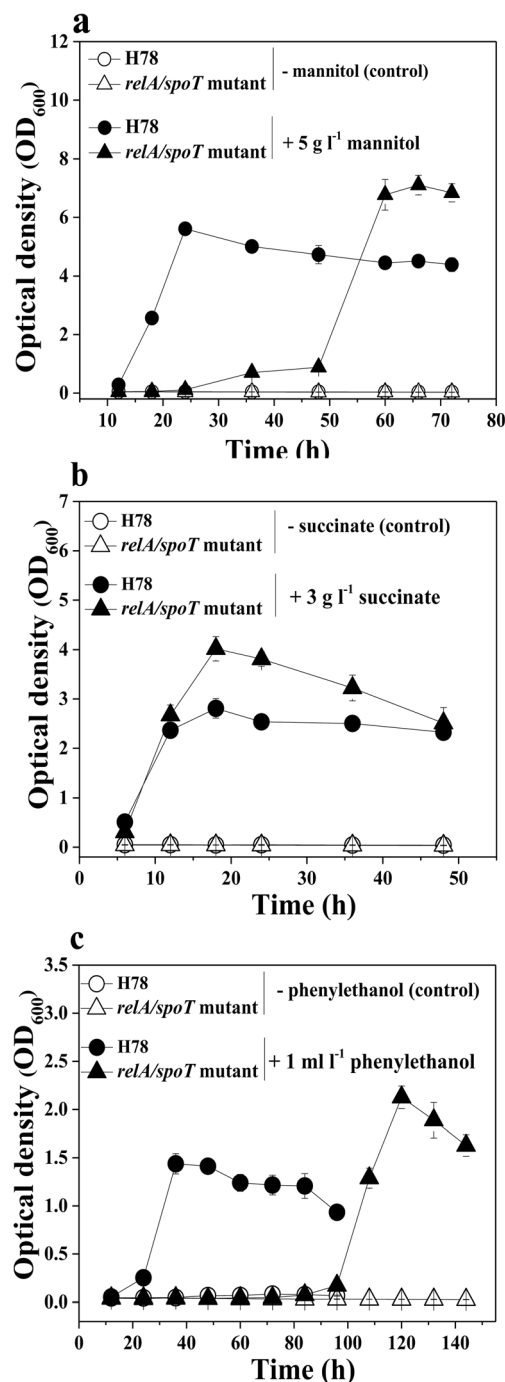 a
Optical density (OD600)
12
10
8
6
4
2
0
H78
relA/spoT mutant
- mannitol (control)
H78
relA/spoT mutant
+ 5 g l-1 mannitol
10 20 30 40 50 60 70 80
Time (h)
b
Optical density (OD600)
7
6
5
4
3
2
1
0
H78
relA/spoT mutant
- succinate (control)
H78
relA/spoT mutant
+ 3 g l-1 succinate
0 10 20 30 40 50
Time (h)
c
Optical density (OD600)
3.5
3.0
2.5
2.0
1.5
1.0
0.5
0.0
H78
relA/spoT mutant
- phenylethanol (control)
H78
relA/spoT mutant
+ 1 ml l-1 phenylethanol
0 20 40 60 80 100 120 140
Time (h)